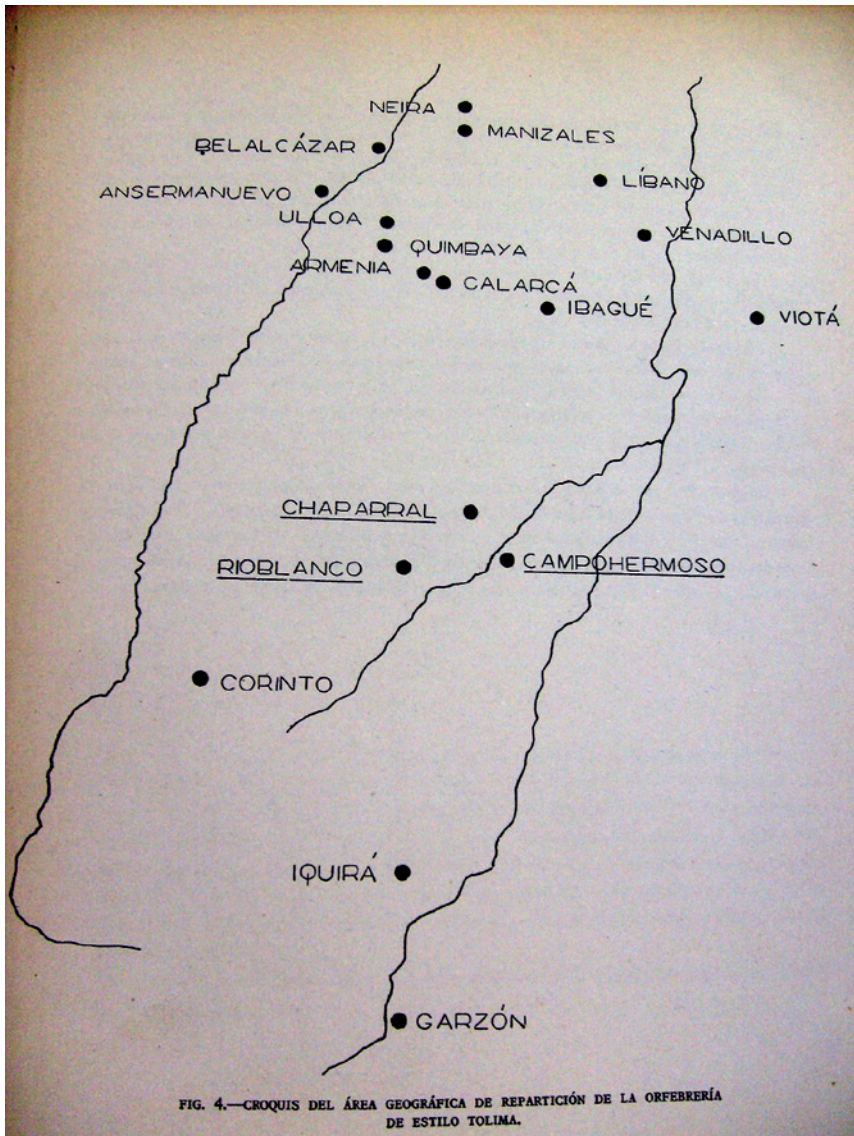 NEIRA
MANIZALES
BELALCÁZAR
LÍBANO
ANSERMANUEVO
ULLOA
VENADILLO
QUIMBAYA
ARMENIA
CALARCÁ
IBAGUÉ
VIOTÁ
CHAPARRAL
RIOBLANCO
CAMPOHERMOSO
CORINTO
IQUIRÁ
GARZÓN
FIG. 4.—CROQUIS DEL ÁREA GEOGRÁFICA DE REPARTICIÓN DE LA ORFEBRERÍA
DE ESTILO TOLIMA.